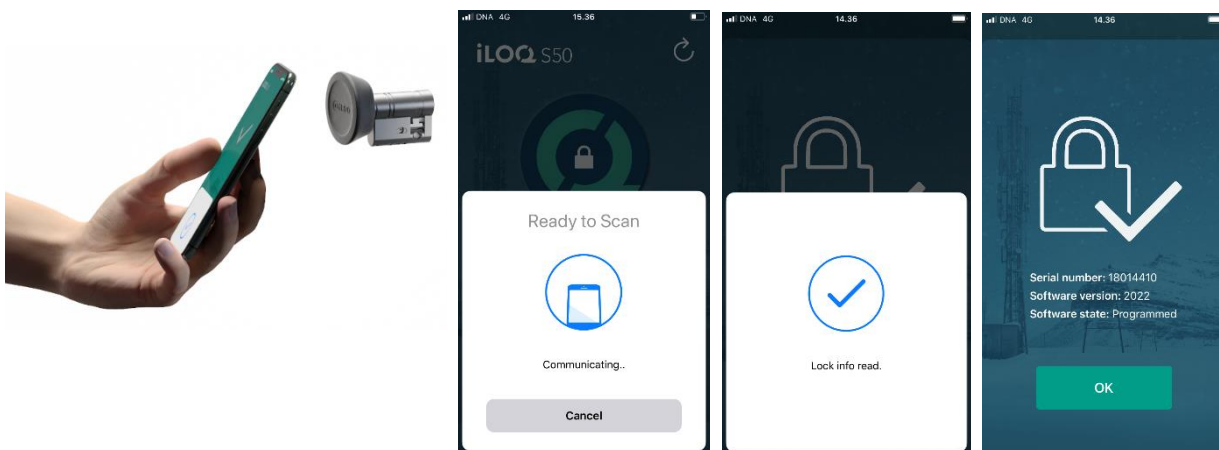 iLOQ
DNA 4G 15.36
iLOQ S50
Ready to Scan
Communicating..
Cancel
DNA 4G 14.36
Lock info read.
DNA 4G 14.36
Serial number: 18014410
Software version: 2022
Software state: Programmed
OK